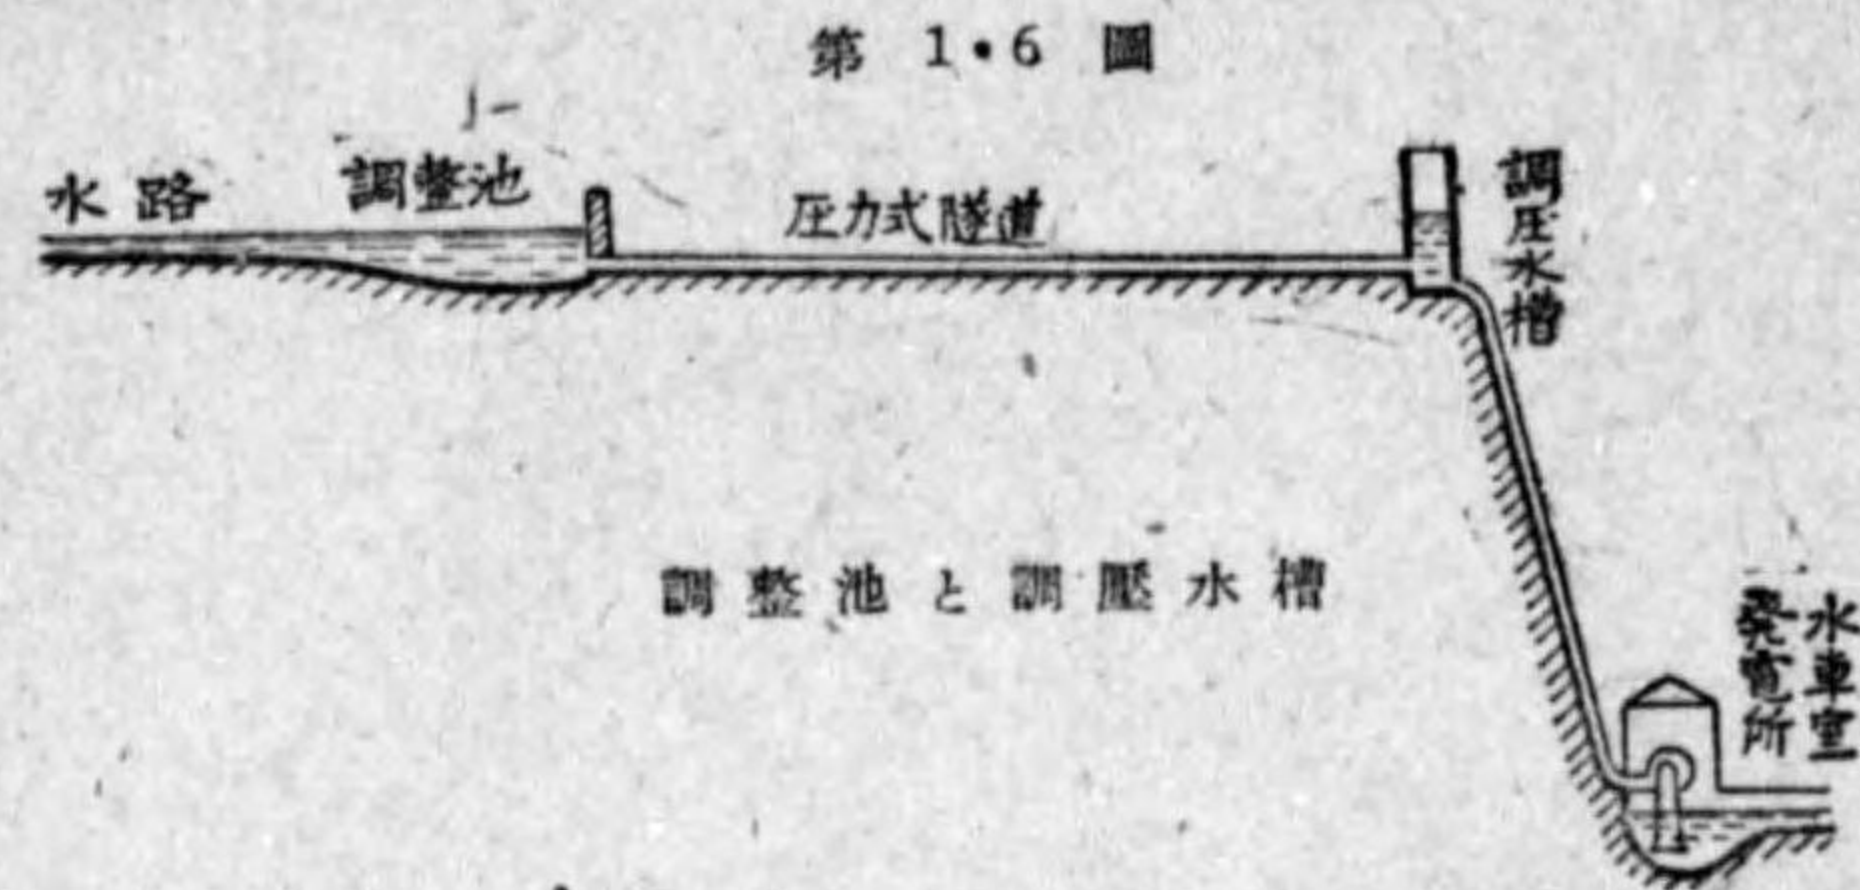 第 1・6 圖
水路
調整池
圧力式隧道
調圧水槽
調整池と調壓水槽
水車室
発電所